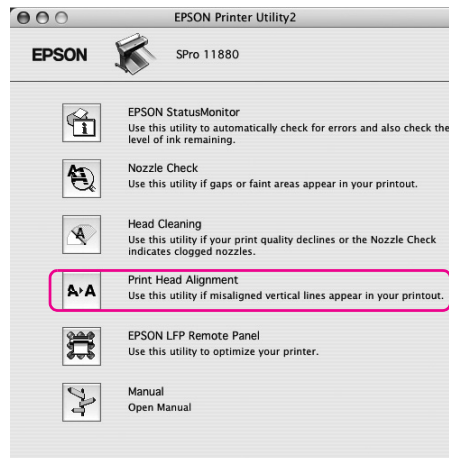 EPSON Printer Utility2
EPSON
SPro 11880
EPSON StatusMonitor
Use this utility to automatically check for errors and also check the
level of ink remaining.
Nozzle Check
Use this utility if gaps or faint areas appear in your printout.
Head Cleaning
Use this utility if your print quality declines or the Nozzle Check
indicates clogged nozzles.
Print Head Alignment
Use this utility if misaligned vertical lines appear in your printout.
EPSON LFP Remote Panel
Use this utility to optimize your printer.
Manual
Open Manual